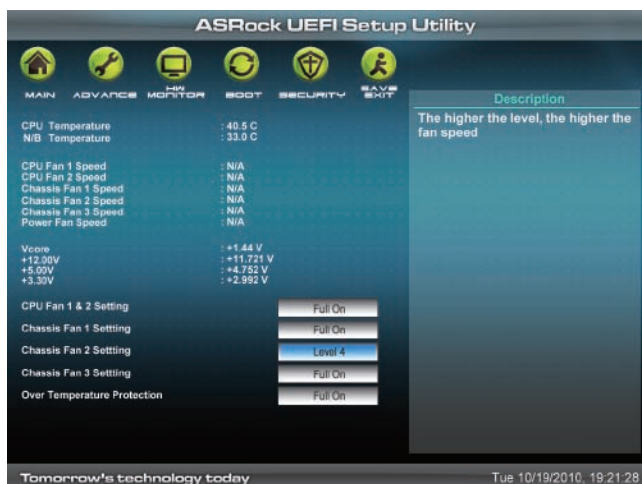 ASRock UEFI Setup Utility
MAIN ADVANCE HW MONITOR BOOT SECURITY SAVE EXIT
Description
The higher the level, the higher the
fan speed
CPU Temperature : 40.5 C
N/B Temperature : 33.0 C
CPU Fan 1 Speed : N/A
CPU Fan 2 Speed : N/A
Chassis Fan 1 Speed : N/A
Chassis Fan 2 Speed : N/A
Chassis Fan 3 Speed : N/A
Power Fan Speed : N/A
Vcore : +1.44 V
+12.00V : +11.721 V
+5.00V : +4.752 V
+3.30V : +2.992 V
CPU Fan 1 & 2 Setting Full On
Chassis Fan 1 Settting Full On
Chassis Fan 2 Settting Level 4
Chassis Fan 3 Settting Full On
Over Temperature Protection Full On
Tomorrow's technology today Tue 10/19/2010, 19:21:28